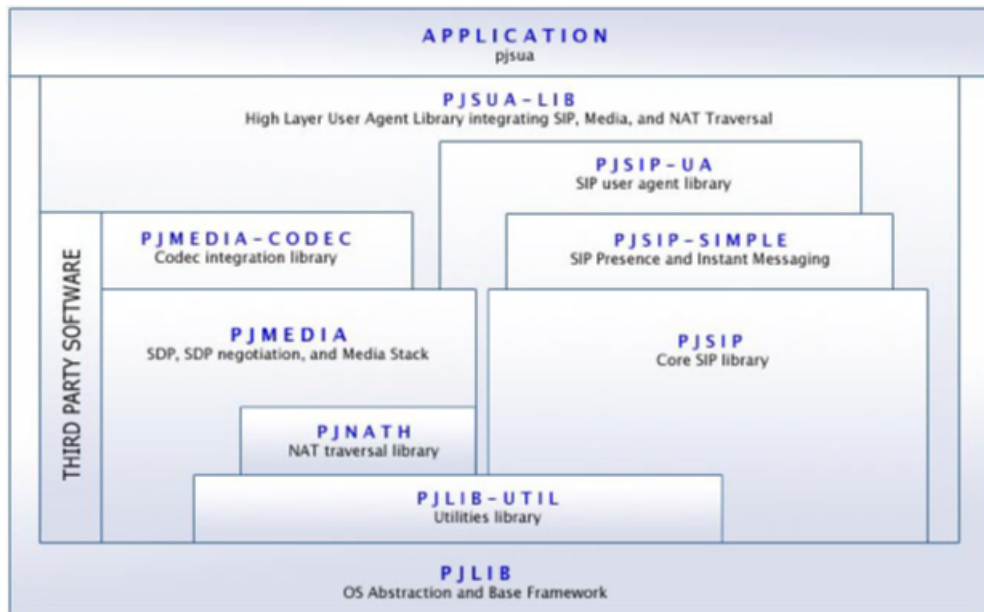 APPLICATION
pjsua
PJSUA-LIB
High Layer User Agent Library integrating SIP, Media, and NAT Traversal
PJSIP-UA
SIP user agent library
PJMEDIA-CODEC
Codec integration library
PJSIP-SIMPLE
SIP Presence and Instant Messaging
THIRD PARTY SOFTWARE
PJMEDIA
SDP, SDP negotiation, and Media Stack
PJSIP
Core SIP library
PJNATH
NAT traversal library
PJLIB-UTIL
Utilities library
PJLIB
OS Abstraction and Base Framework